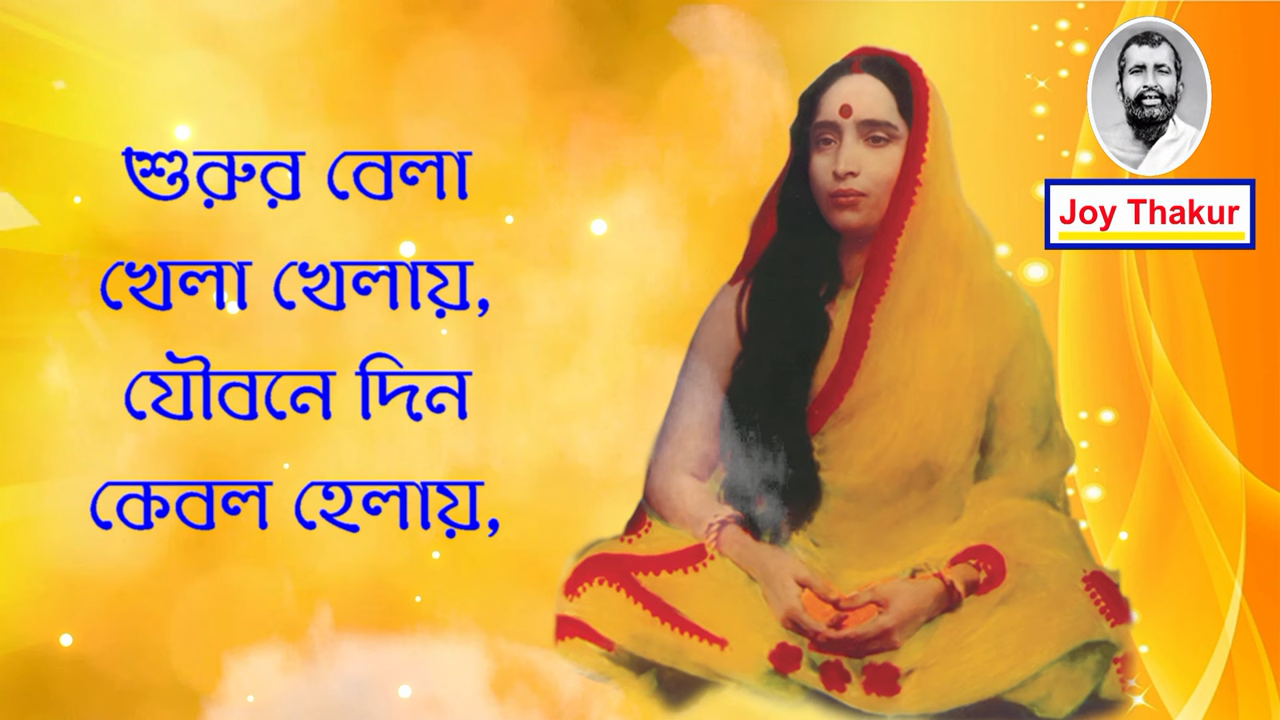 শুরুর বেলা
খেলা খেলায়,
যৌবনে দিন
কেবল হেলায়,
Joy Thakur